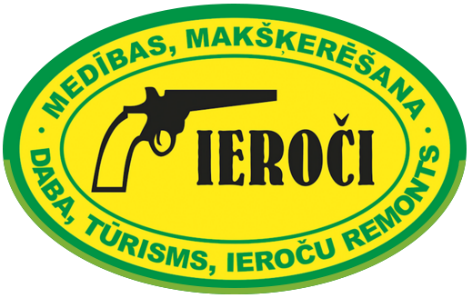 MEDĪBAS, MAKŠĶERĒŠANA
IEROČI
DABA, TŪRISMS, IEROČU REMONTS